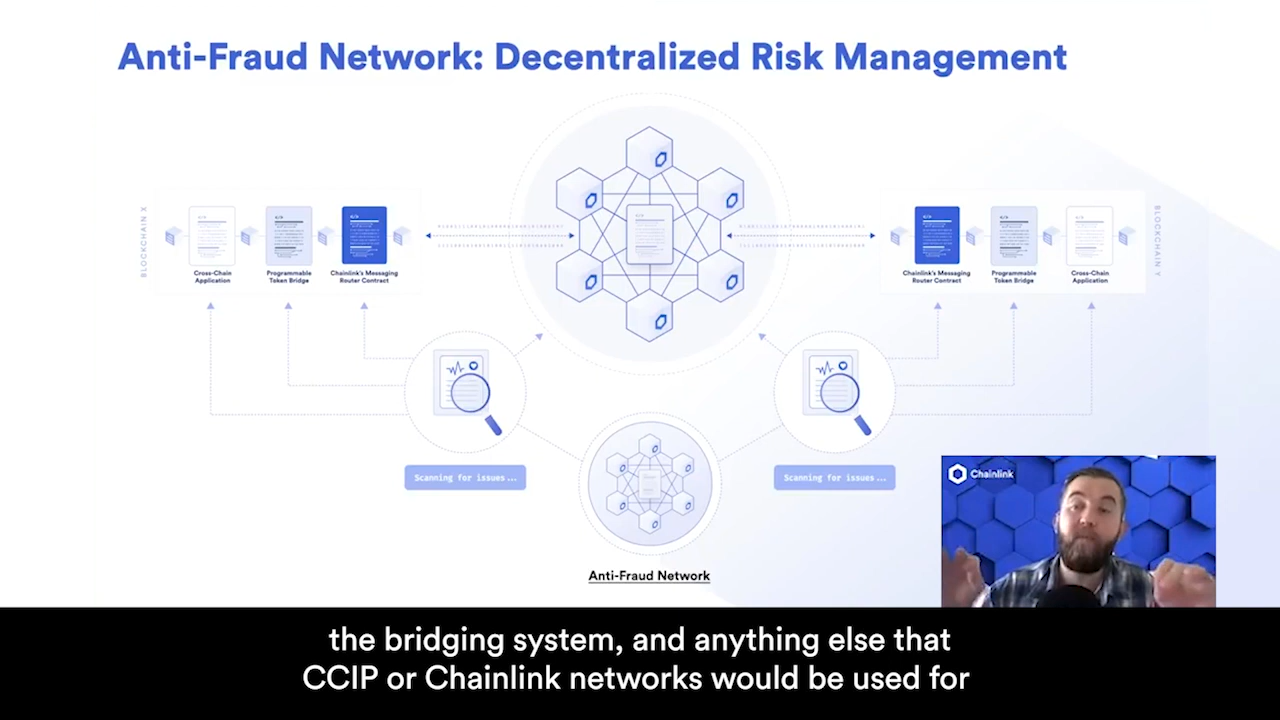 Anti-Fraud Network: Decentralized Risk Management
BLOCKCHAIN X
Cross-Chain
Application
Programmable
Token Bridge
Chainlink's Messaging
Router Contract
Chainlink's Messaging
Router Contract
Programmable
Token Bridge
Cross-Chain
Application
BLOCKCHAIN Y
Scanning for issues...
Scanning for issues...
Anti-Fraud Network
Chainlink
the bridging system, and anything else that
CCIP or Chainlink networks would be used for